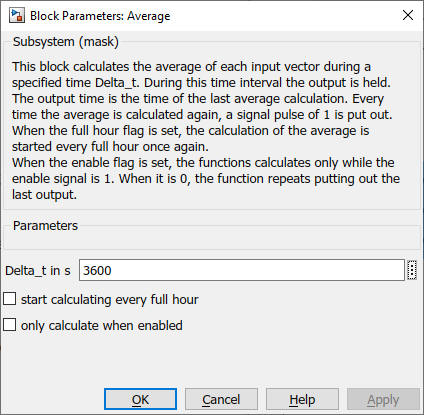 Block Parameters: Average
Subsystem (mask)
This block calculates the average of each input vector during a
specified time Delta_t. During this time interval the output is held.
The output time is the time of the last average calculation. Every
time the average is calculated again, a signal pulse of 1 is put out.
When the full hour flag is set, the calculation of the average is
started every full hour once again.
When the enable flag is set, the functions calculates only while the
enable signal is 1. When it is 0, the function repeats putting out the
last output.
Parameters
Delta_t in s 3600
start calculating every full hour
only calculate when enabled
OK Cancel Help Apply